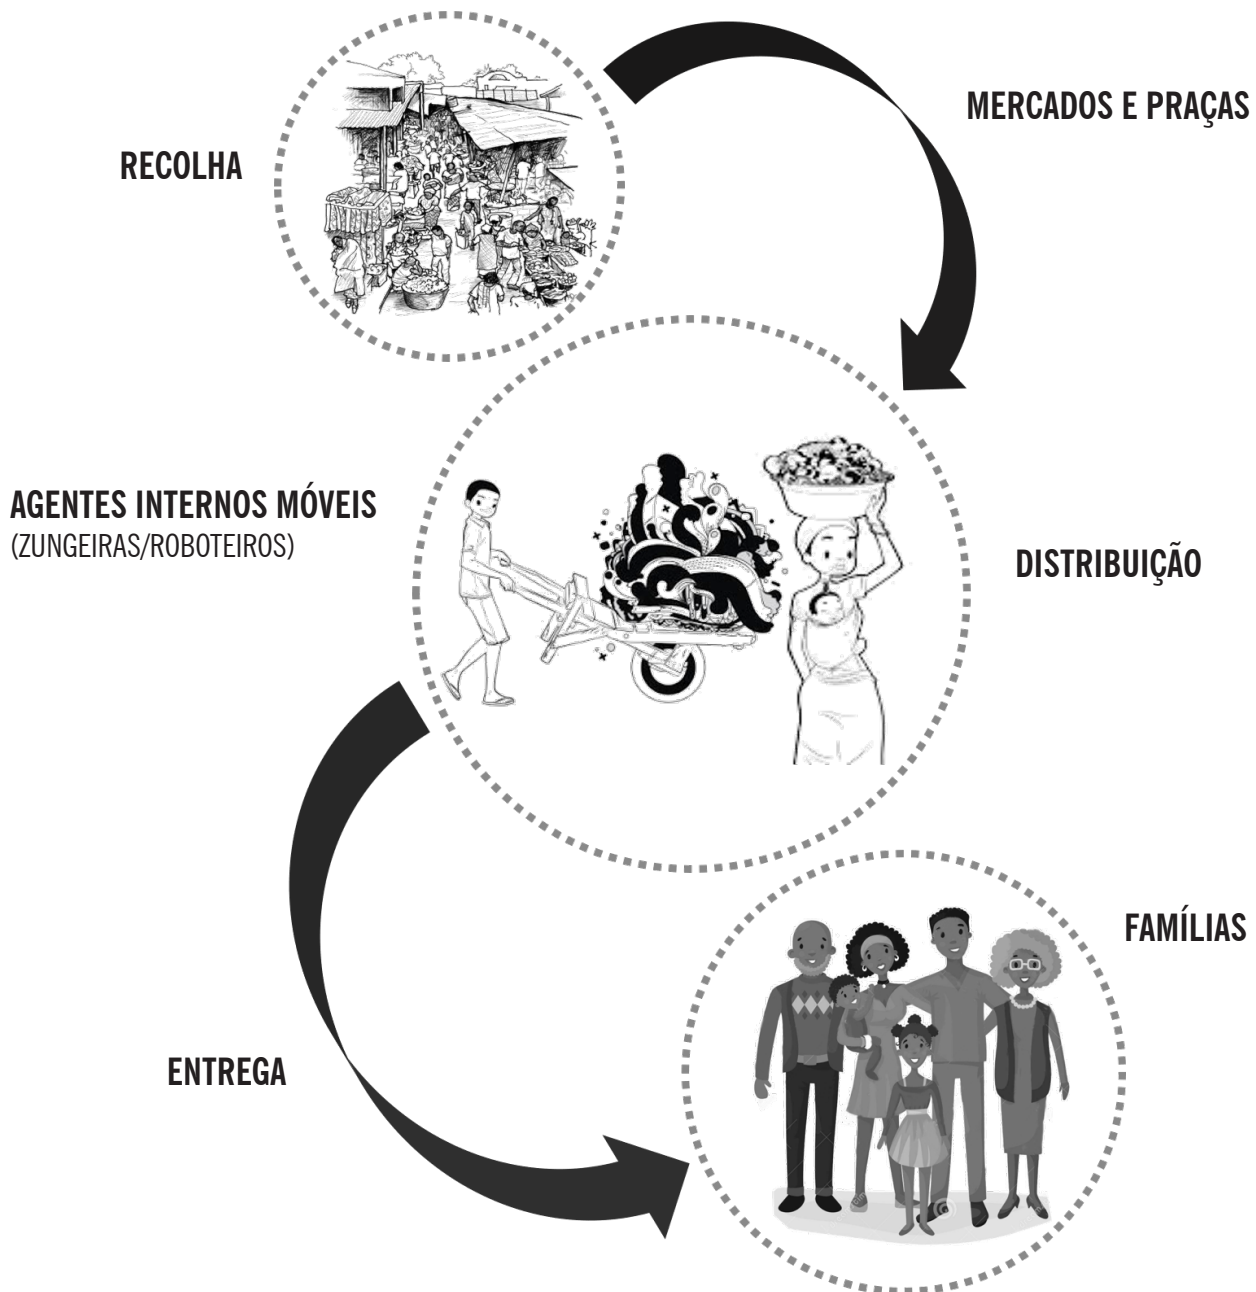 MERCADOS E PRAÇAS
RECOLHA
AGENTES INTERNOS MÓVEIS
(ZUNGEIRAS/ROBOTEIROS)
DISTRIBUIÇÃO
FAMÍLIAS
ENTREGA